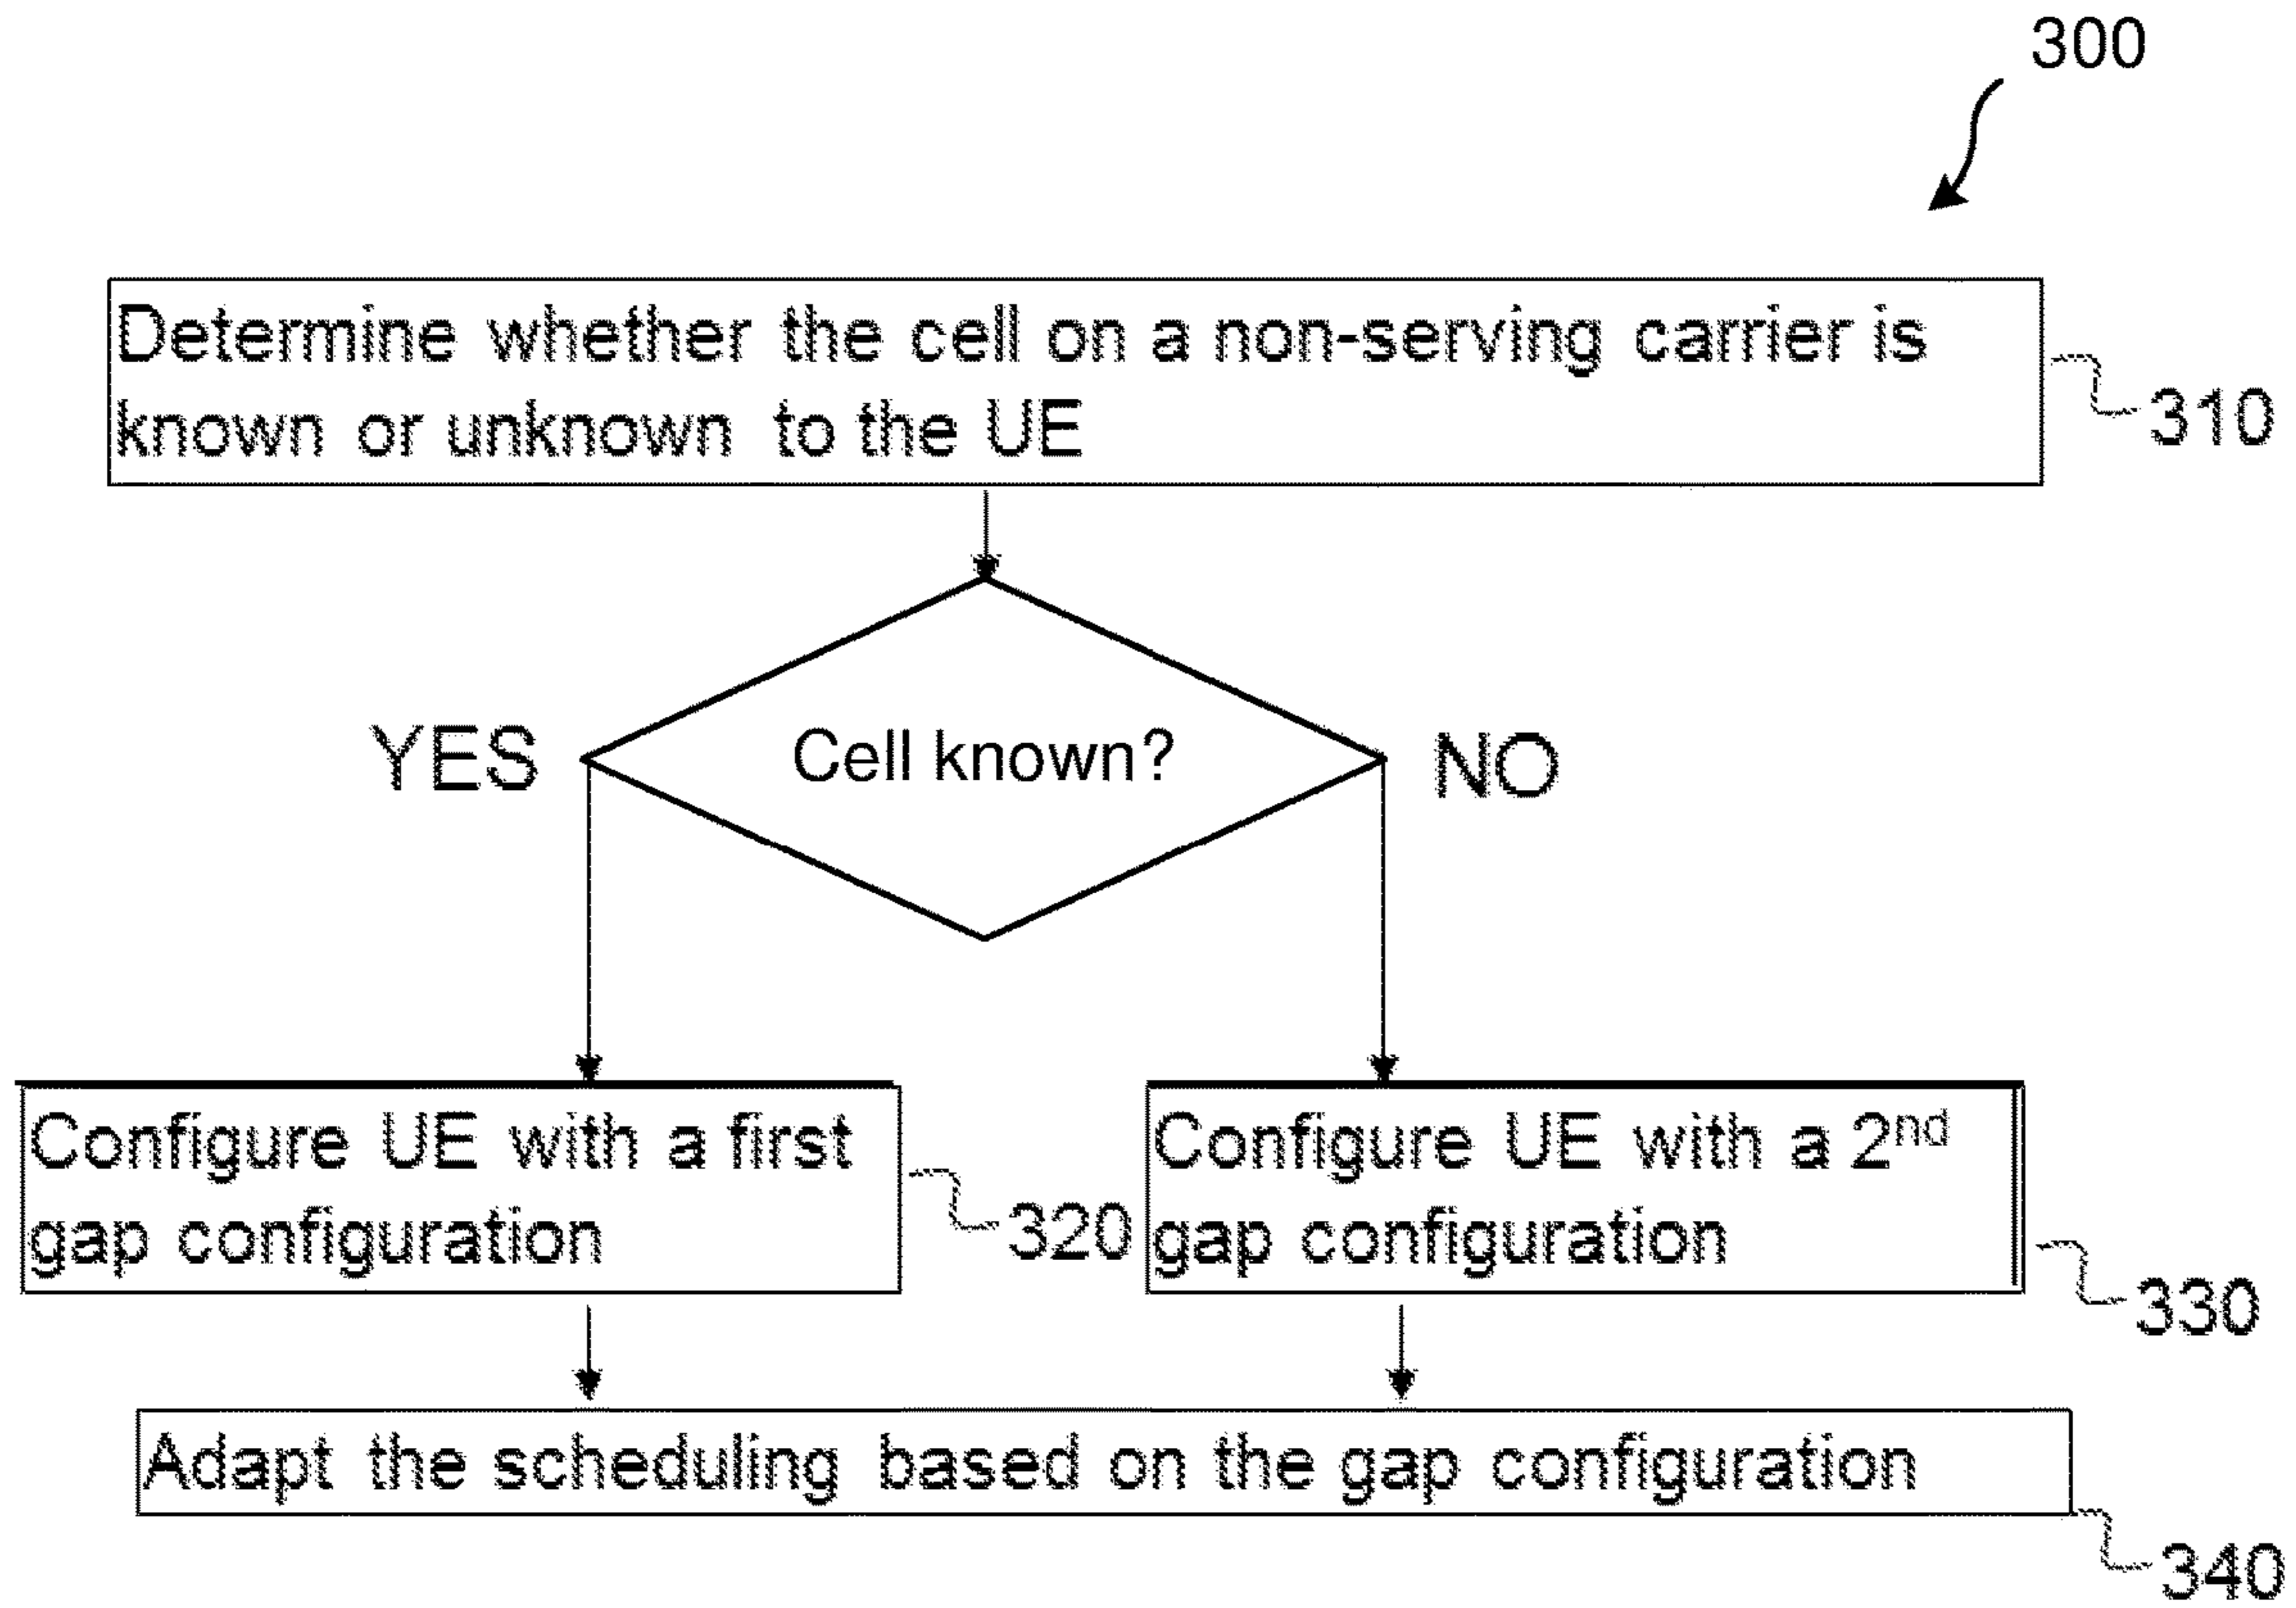 300
Determine whether the cell on a non-serving carrier is
known or unknown to the UE
310
Cell known?
YES
NO
Configure UE with a first
gap configuration
320
Configure UE with a 2nd
gap configuration
330
Adapt the scheduling based on the gap configuration
340